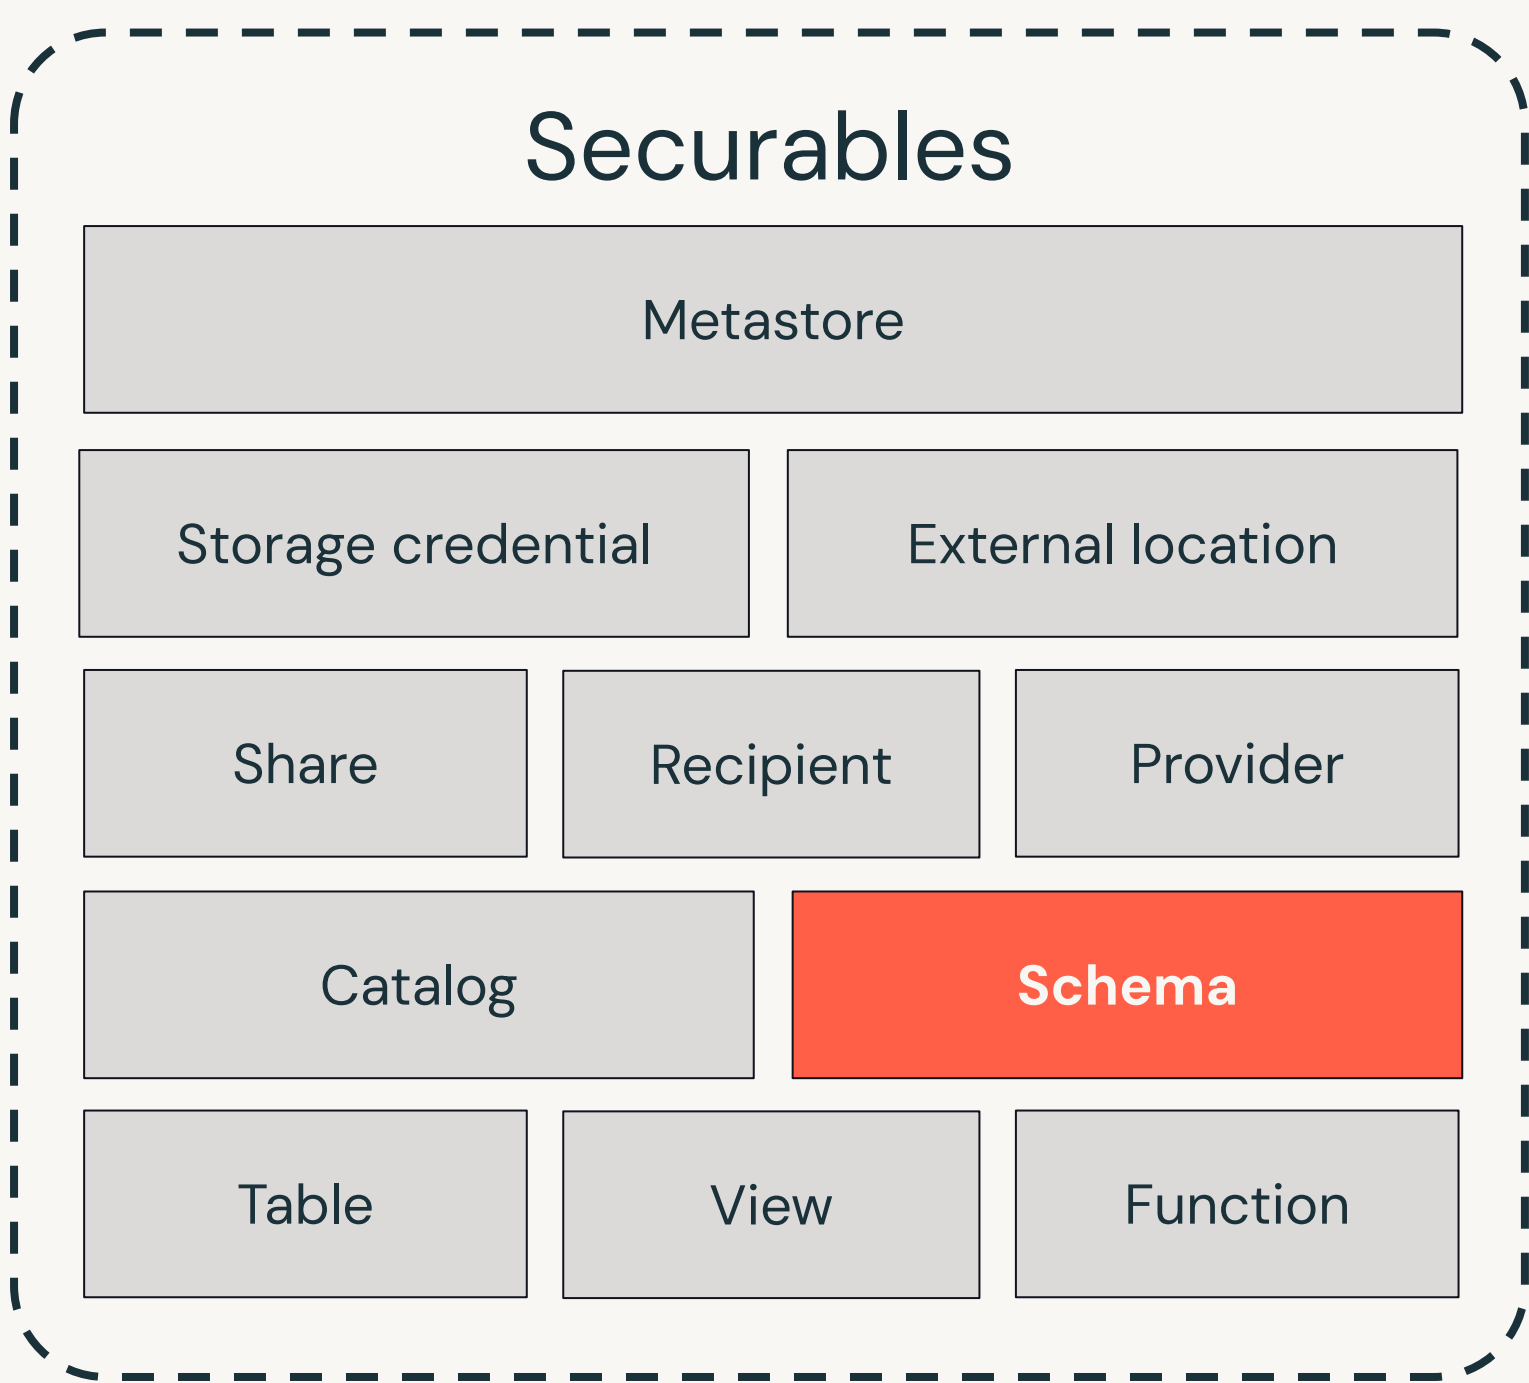 Securables
Metastore
Storage credential
External location
Share
Recipient
Provider
Catalog
Schema
Table
View
Function